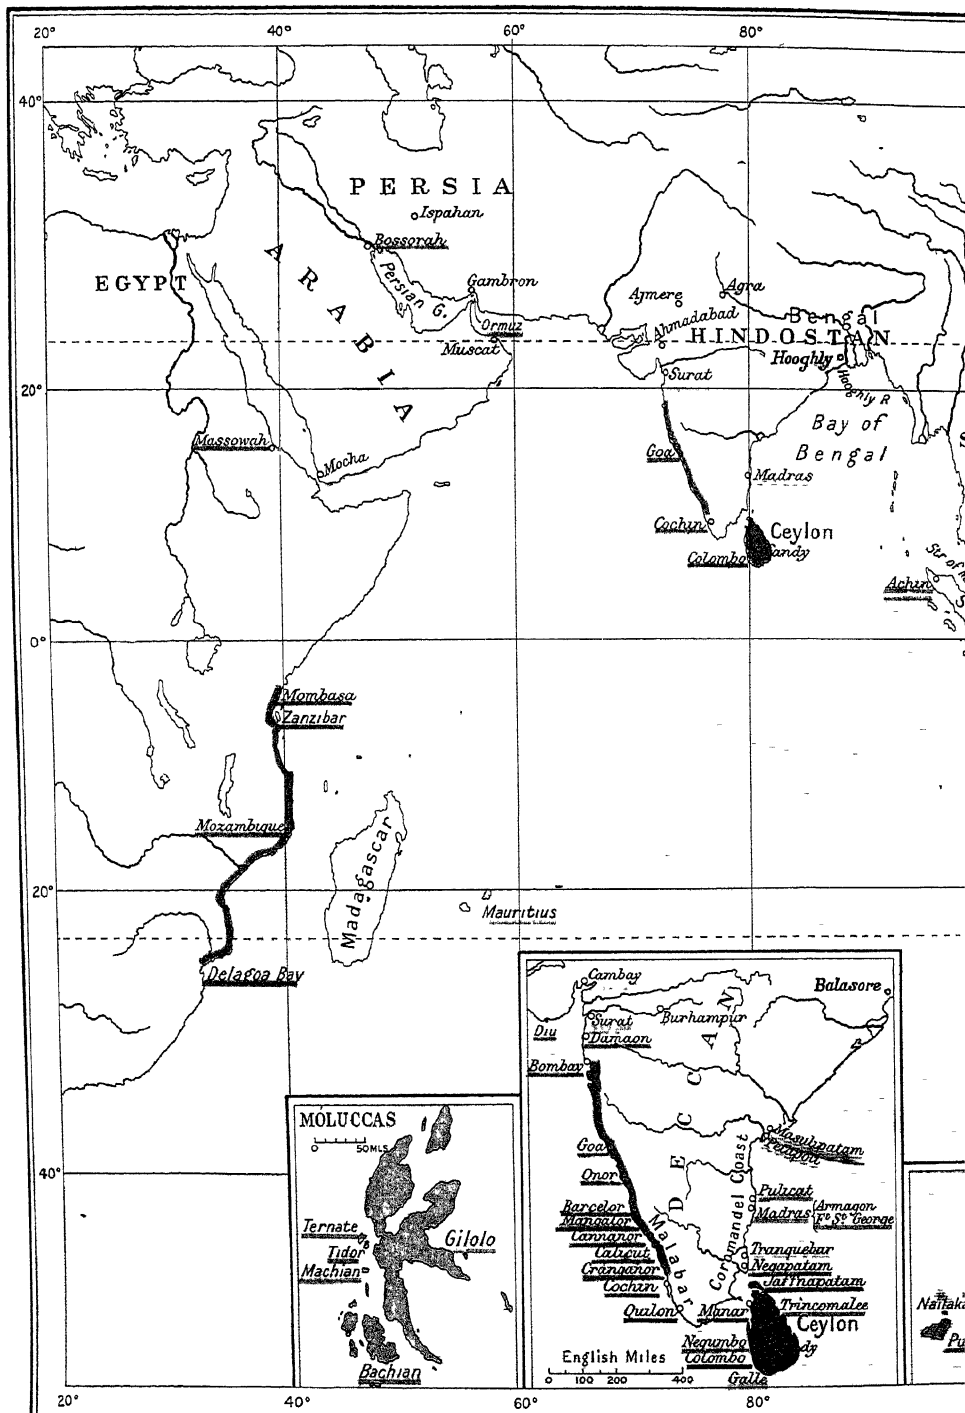 20° 40° 60° 80°
40°
PERSIA
Ispahan
Bossorah
ARABIA
EGYPT
Persian G.
Gambron
Ormuz
Muscat
Ajmere
Agra
Ahmadabad
Bengal
HINDOSTAN
Hooghly
Hooghly R
Surat
20°
Bay of
Bengal
Massowah
Mocha
Goa
Madras
Cochin
Ceylon
Colombo
Achin
0°
Mombasa
Zanzibar
Mozambique
Madagascar
20°
Mauritius
Delagoa Bay
40°
MOLUCCAS
0 50 MLS.
Ternate
Tidor
Machian
Gilolo
Bachian
Cambay
Balasore
Surat
Burhampur
Diu
Damaon
Bombay
DECCAN
Masulipatam
Petapoli
Goa
Onor
Coromandel Coast
Pulicat
Madras
Armagon
Ft St George
Barcelor
Mangalor
Cannanor
Calicut
Cranganor
Cochin
Malabar
Tranquebar
Negapatam
Jaffnapatam
Quilon
Manar
Trincomalee
Ceylon
Negumbo
Colombo
Galle
English Miles
0 100 200 400
20° 40° 60° 80°